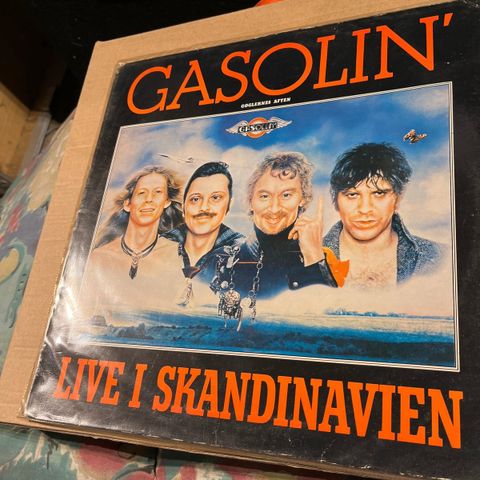 GASOLIN'
GØGLERNES AFTEN
GASOLIN'
LIVE I SKANDINAVIEN